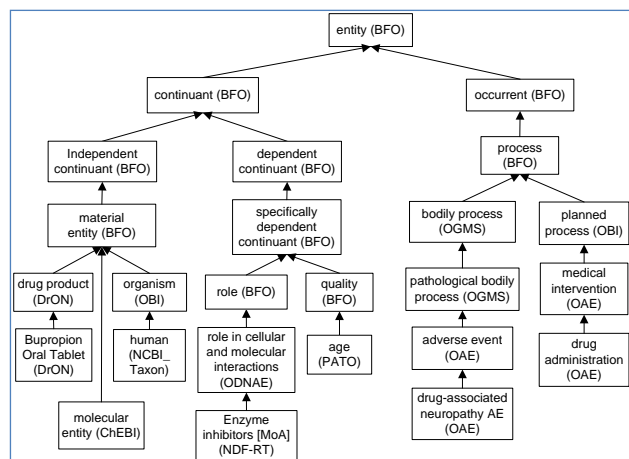 entity (BFO)
continuant (BFO)
occurrent (BFO)
Independent
continuant (BFO)
dependent
continuant (BFO)
process
(BFO)
material
entity (BFO)
specifically
dependent
continuant (BFO)
bodily process
(OGMS)
planned
process (OBI)
drug product
(DrON)
organism
(OBI)
role (BFO)
quality
(BFO)
pathological bodily
process (OGMS)
medical
intervention
(OAE)
Bupropion
Oral Tablet
(DrON)
human
(NCBI_
Taxon)
role in cellular
and molecular
interactions
(ODNAE)
age
(PATO)
adverse event
(OAE)
drug
administration
(OAE)
molecular
entity (ChEBI)
Enzyme
inhibitors [MoA]
(NDF-RT)
drug-associated
neuropathy AE
(OAE)